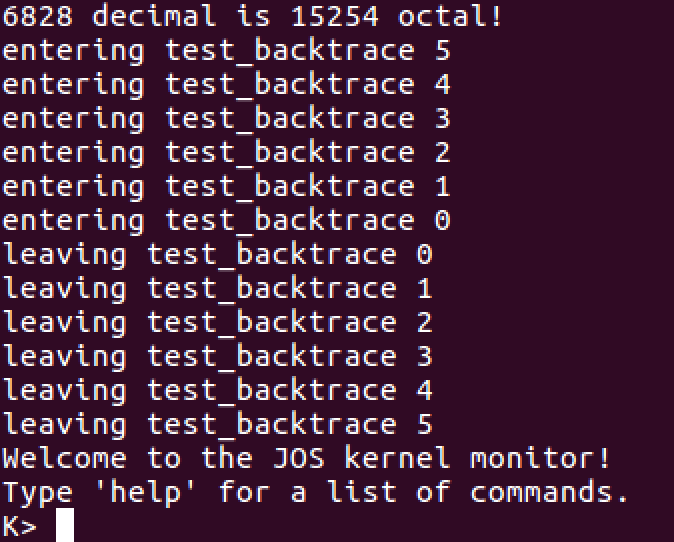 6828 decimal is 15254 octal!
entering test_backtrace 5
entering test_backtrace 4
entering test_backtrace 3
entering test_backtrace 2
entering test_backtrace 1
entering test_backtrace 0
leaving test_backtrace 0
leaving test_backtrace 1
leaving test_backtrace 2
leaving test_backtrace 3
leaving test_backtrace 4
leaving test_backtrace 5
Welcome to the JOS kernel monitor!
Type 'help' for a list of commands.
K>